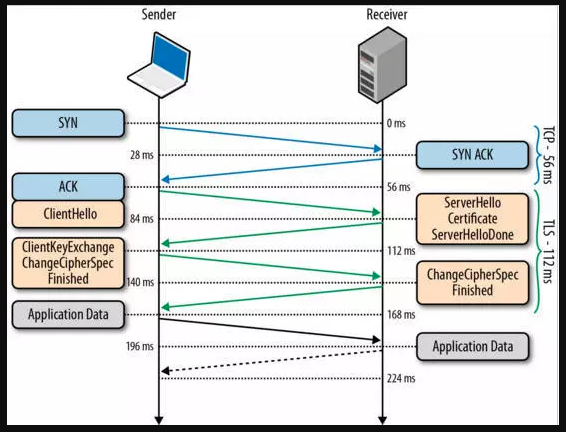 Sender
Receiver
SYN
0 ms
28 ms
SYN ACK
TCP - 56 ms
ACK
56 ms
ClientHello
84 ms
ServerHello
Certificate
ServerHelloDone
ClientKeyExchange
ChangeCipherSpec
Finished
112 ms
TLS - 112 ms
140 ms
ChangeCipherSpec
Finished
Application Data
168 ms
196 ms
Application Data
224 ms